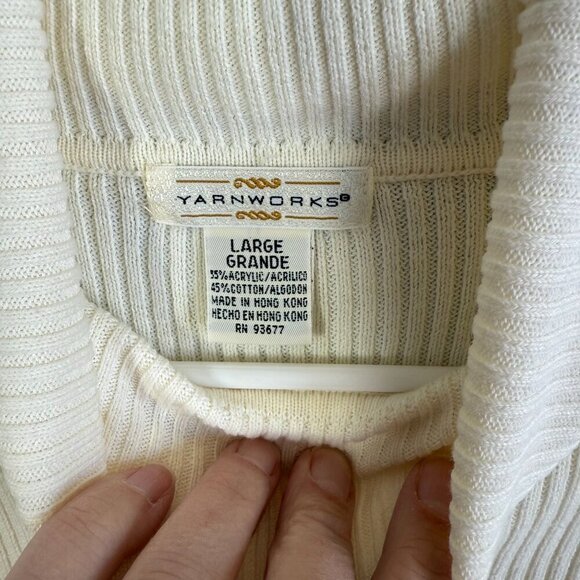 YARNWORKS®
LARGE
GRANDE
55% ACRYLIC/ACRILICO
45% COTTON/ALGODON
MADE IN HONG KONG
HECHO EN HONG KONG
RN 93677